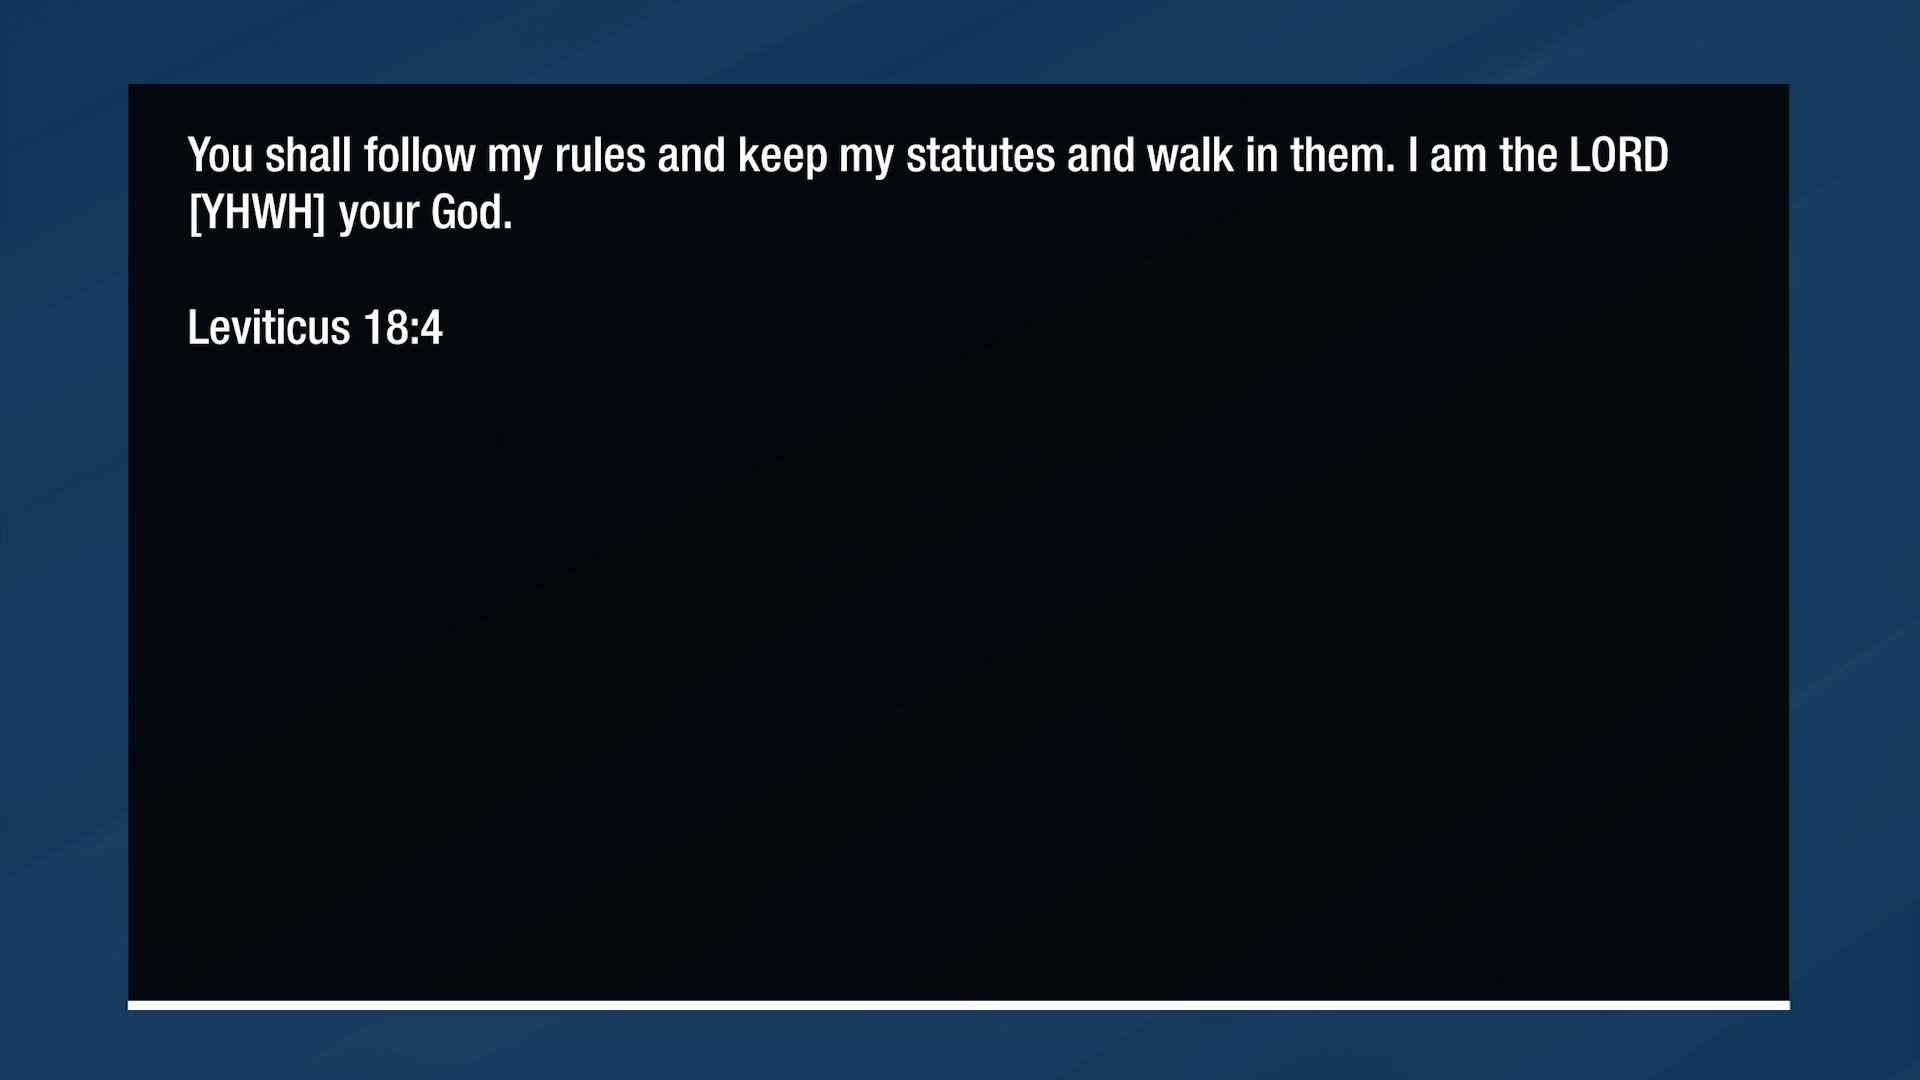 You shall follow my rules and keep my statutes and walk in them. I am the LORD
[YHWH] your God.
Leviticus 18:4